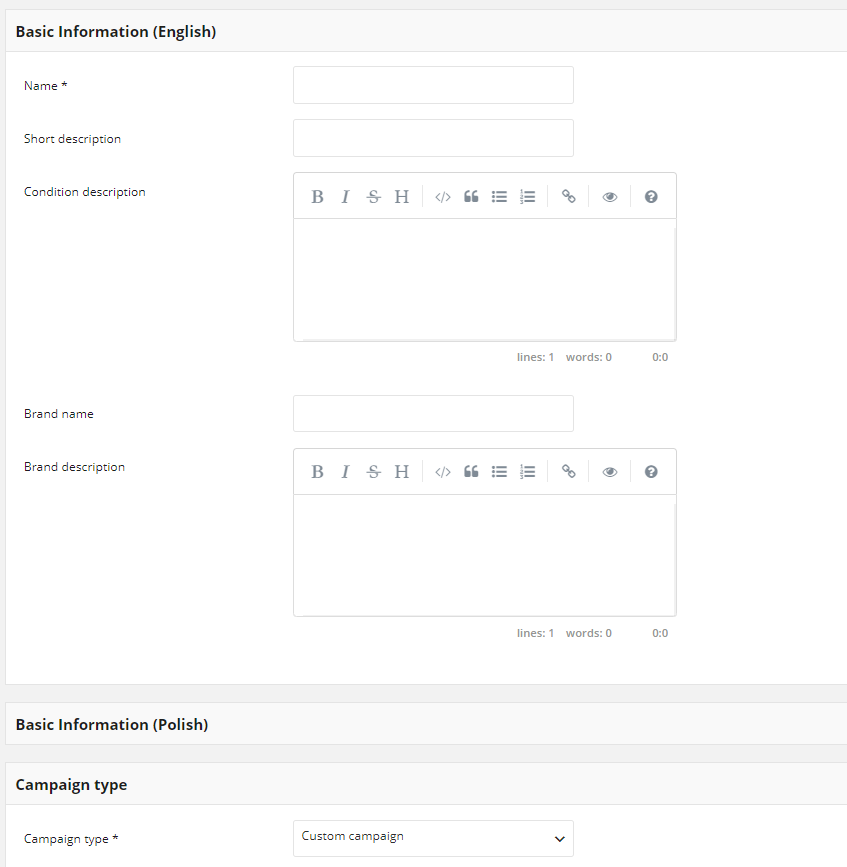 Basic Information (English)
Name *
Short description
Condition description
B I S H
lines: 1 words: 0 0:0
Brand name
Brand description
B I S H
lines: 1 words: 0 0:0
Basic Information (Polish)
Campaign type
Campaign type *
Custom campaign